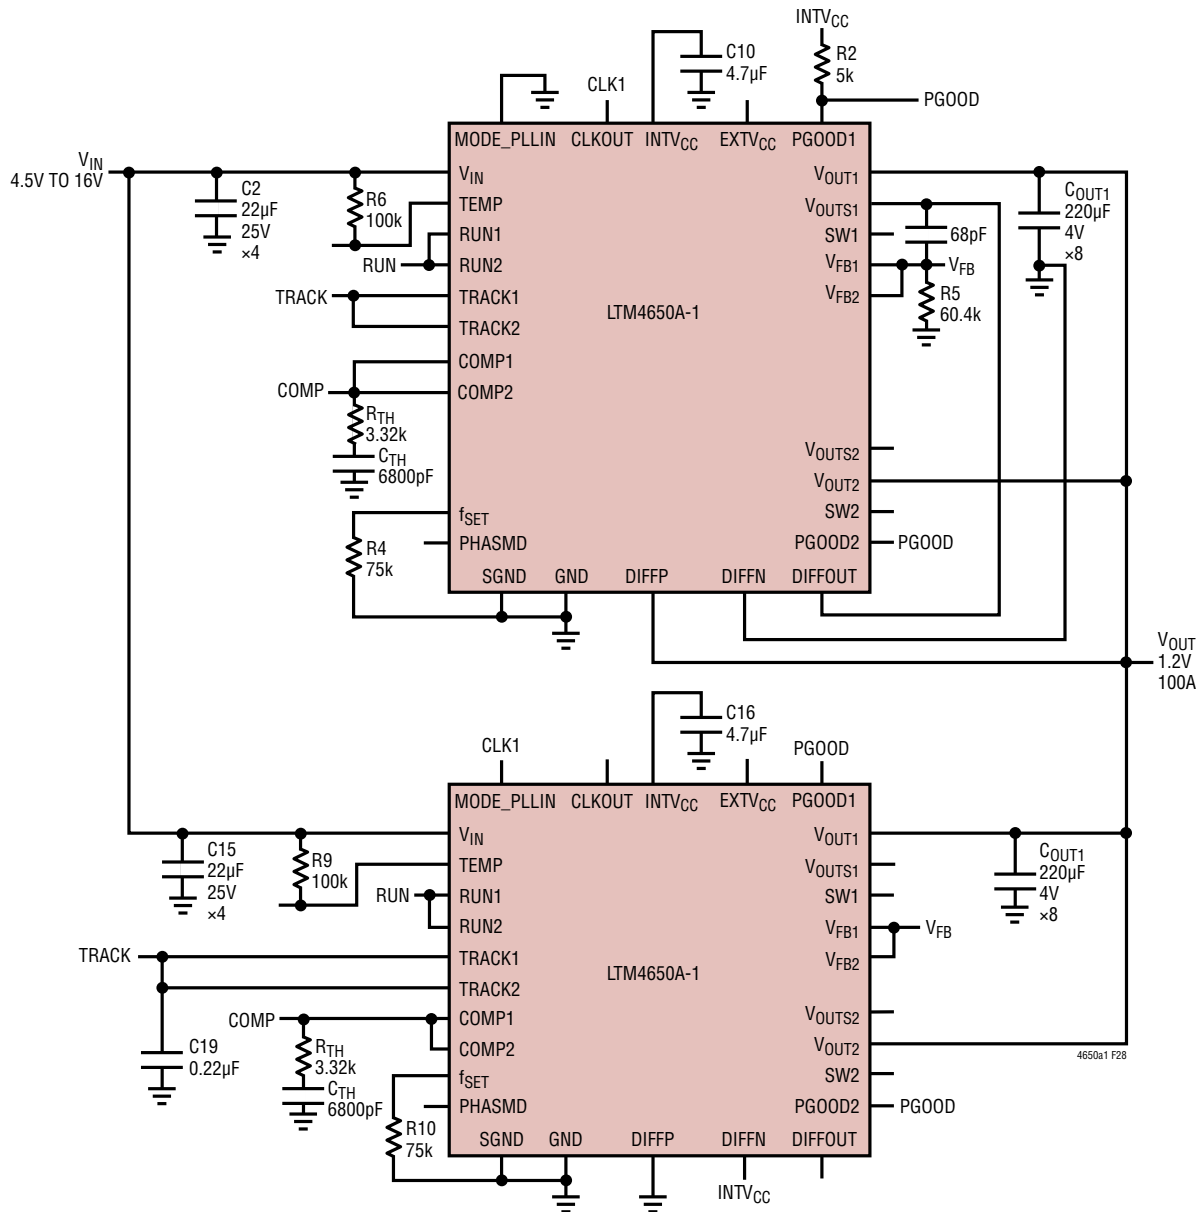 INTVCC
R2
5k
C10
4.7µF
CLK1
PGOOD
MODE_PLLIN
CLKOUT
INTVCC
EXTVCC
PGOOD1
VIN
4.5V TO 16V
C2
22µF
25V
×4
R6
100k
VIN
TEMP
RUN1
RUN2
RUN
TRACK
TRACK1
TRACK2
COMP1
COMP2
COMP
RTH
3.32k
CTH
6800pF
fSET
PHASMD
R4
75k
SGND
GND
DIFFP
DIFFN
DIFFOUT
LTM4650A-1
VOUT1
VOUTS1
SW1
VFB1
VFB2
VOUTS2
VOUT2
SW2
PGOOD2
PGOOD
68pF
VFB
R5
60.4k
COUT1
220µF
4V
×8
VOUT
1.2V
100A
C16
4.7µF
CLK1
PGOOD
MODE_PLLIN
CLKOUT
INTVCC
EXTVCC
PGOOD1
C15
22µF
25V
×4
R9
100k
VIN
TEMP
RUN1
RUN2
RUN
TRACK
TRACK1
TRACK2
COMP
COMP1
COMP2
C19
0.22µF
RTH
3.32k
CTH
6800pF
fSET
PHASMD
R10
75k
SGND
GND
DIFFP
DIFFN
DIFFOUT
INTVCC
LTM4650A-1
VOUT1
VOUTS1
SW1
VFB1
VFB2
VFB
VOUTS2
VOUT2
SW2
PGOOD2
PGOOD
COUT1
220µF
4V
×8
4650a1 F28